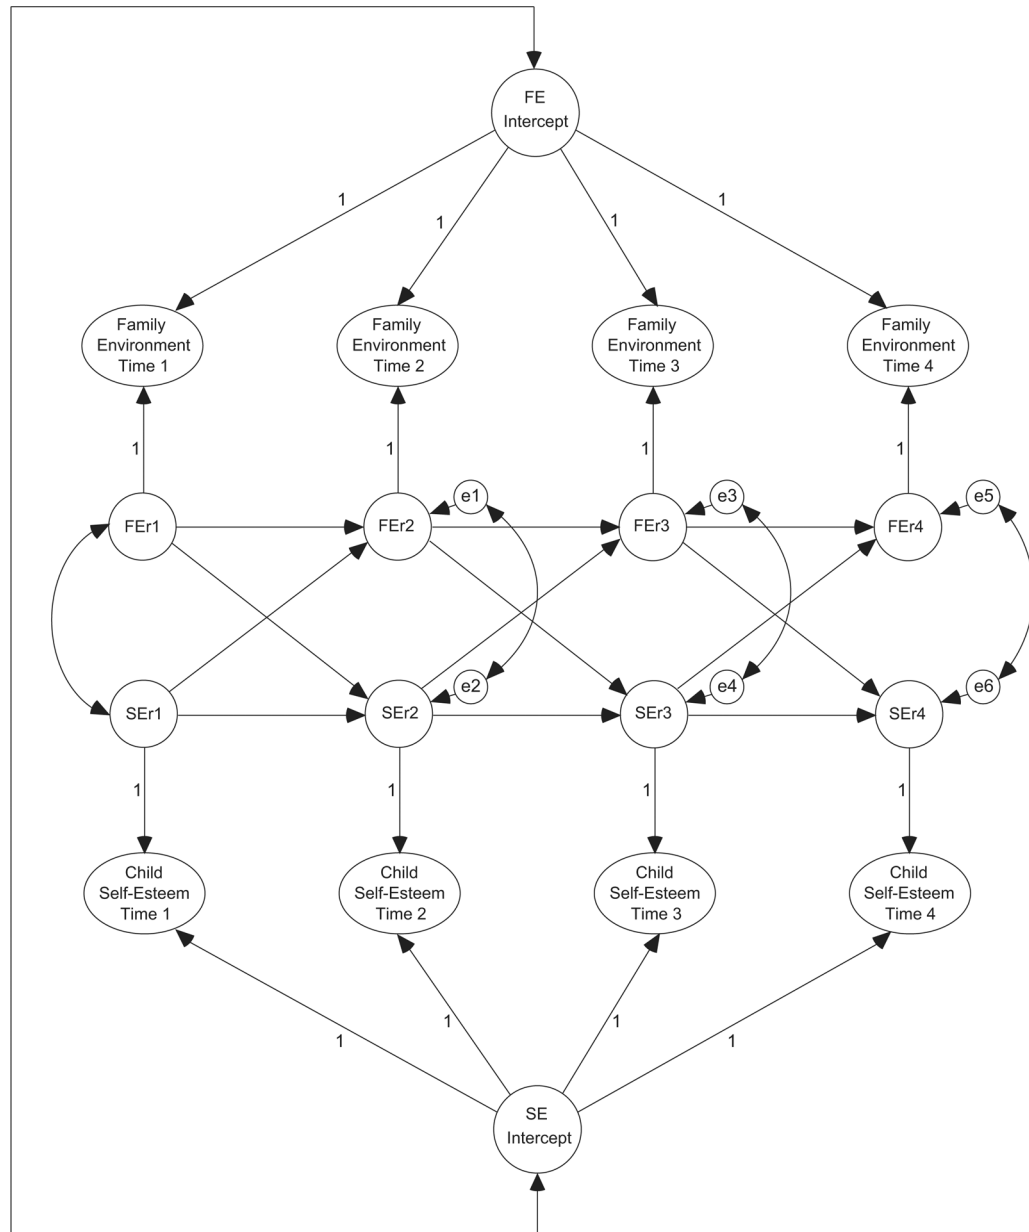 FE
Intercept
1
1
1
1
Family
Environment
Time 1
Family
Environment
Time 2
Family
Environment
Time 3
Family
Environment
Time 4
1
1
1
1
FEr1
FEr2
e1
FEr3
e3
FEr4
e5
SEr1
SEr2
e2
SEr3
e4
SEr4
e6
1
1
1
1
Child
Self-Esteem
Time 1
Child
Self-Esteem
Time 2
Child
Self-Esteem
Time 3
Child
Self-Esteem
Time 4
1
1
1
1
SE
Intercept